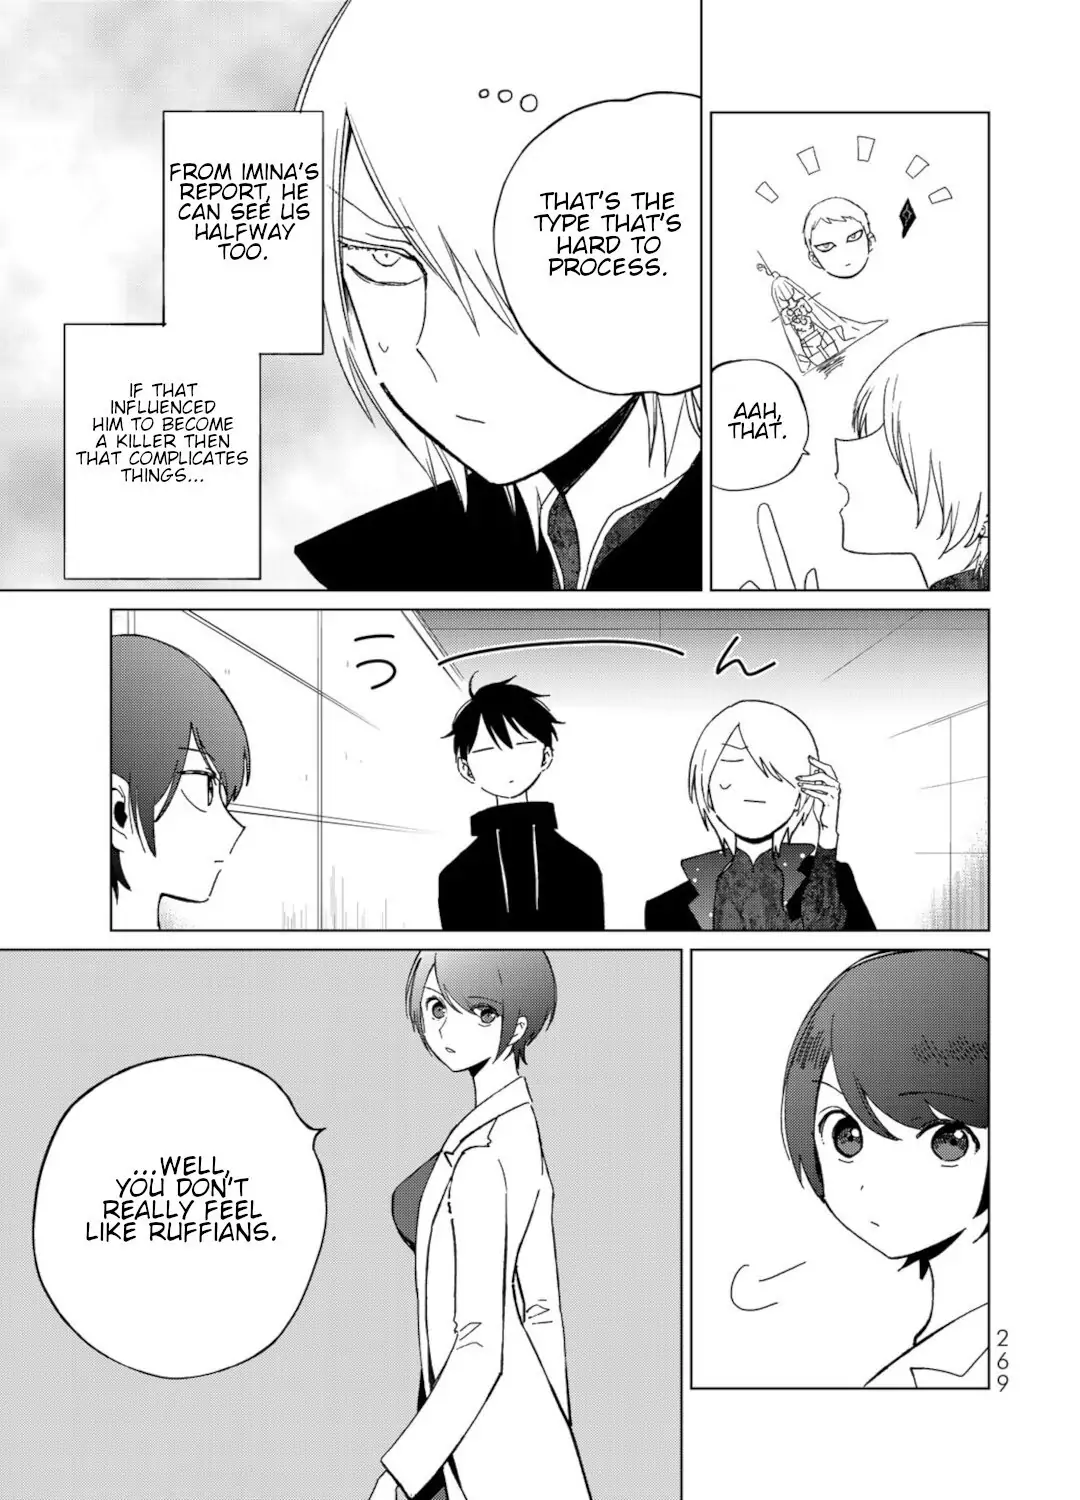 AAH,
THAT.
THAT'S THE
TYPE THAT'S
HARD TO
PROCESS.
FROM IMINA'S
REPORT, HE
CAN SEE US
HALFWAY
TOO.
IF THAT
INFLUENCED
HIM TO BECOME
A KILLER THEN
THAT COMPLICATES
THINGS...
うーん
...WELL,
YOU DON'T
REALLY FEEL
LIKE RUFFIANS.
269